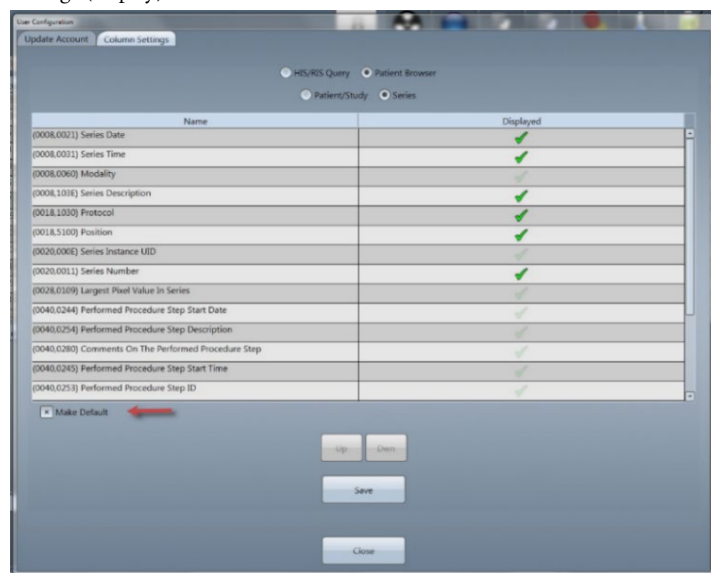 User Configuration
Update Account Column Settings
HIS/RIS Query Patient Browser
Patient/Study Series
Name Displayed
(0008,0021) Series Date
(0008,0031) Series Time
(0008,0060) Modality
(0008,103E) Series Description
(0018,1030) Protocol
(0018,5100) Position
(0020,000E) Series Instance UID
(0020,0011) Series Number
(0028,0109) Largest Pixel Value In Series
(0040,0244) Performed Procedure Step Start Date
(0040,0254) Performed Procedure Step Description
(0040,0280) Comments On The Performed Procedure Step
(0040,0245) Performed Procedure Step Start Time
(0040,0253) Performed Procedure Step ID
Make Default
Up Dwn
Save
Close